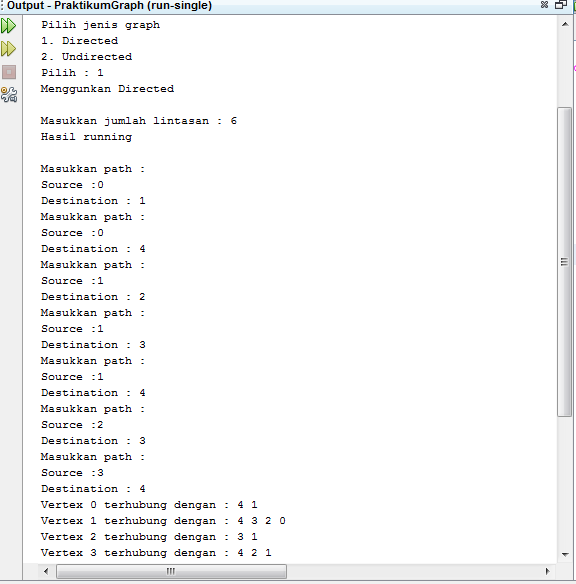 Output - PraktikumGraph (run-single)
Pilih jenis graph
1. Directed
2. Undirected
Pilih : 1
Menggunkan Directed
Masukkan jumlah lintasan : 6
Hasil running
Masukkan path :
Source :0
Destination : 1
Masukkan path :
Source :0
Destination : 4
Masukkan path :
Source :1
Destination : 2
Masukkan path :
Source :1
Destination : 3
Masukkan path :
Source :1
Destination : 4
Masukkan path :
Source :2
Destination : 3
Masukkan path :
Source :3
Destination : 4
Vertex 0 terhubung dengan : 4 1
Vertex 1 terhubung dengan : 4 3 2 0
Vertex 2 terhubung dengan : 3 1
Vertex 3 terhubung dengan : 4 2 1